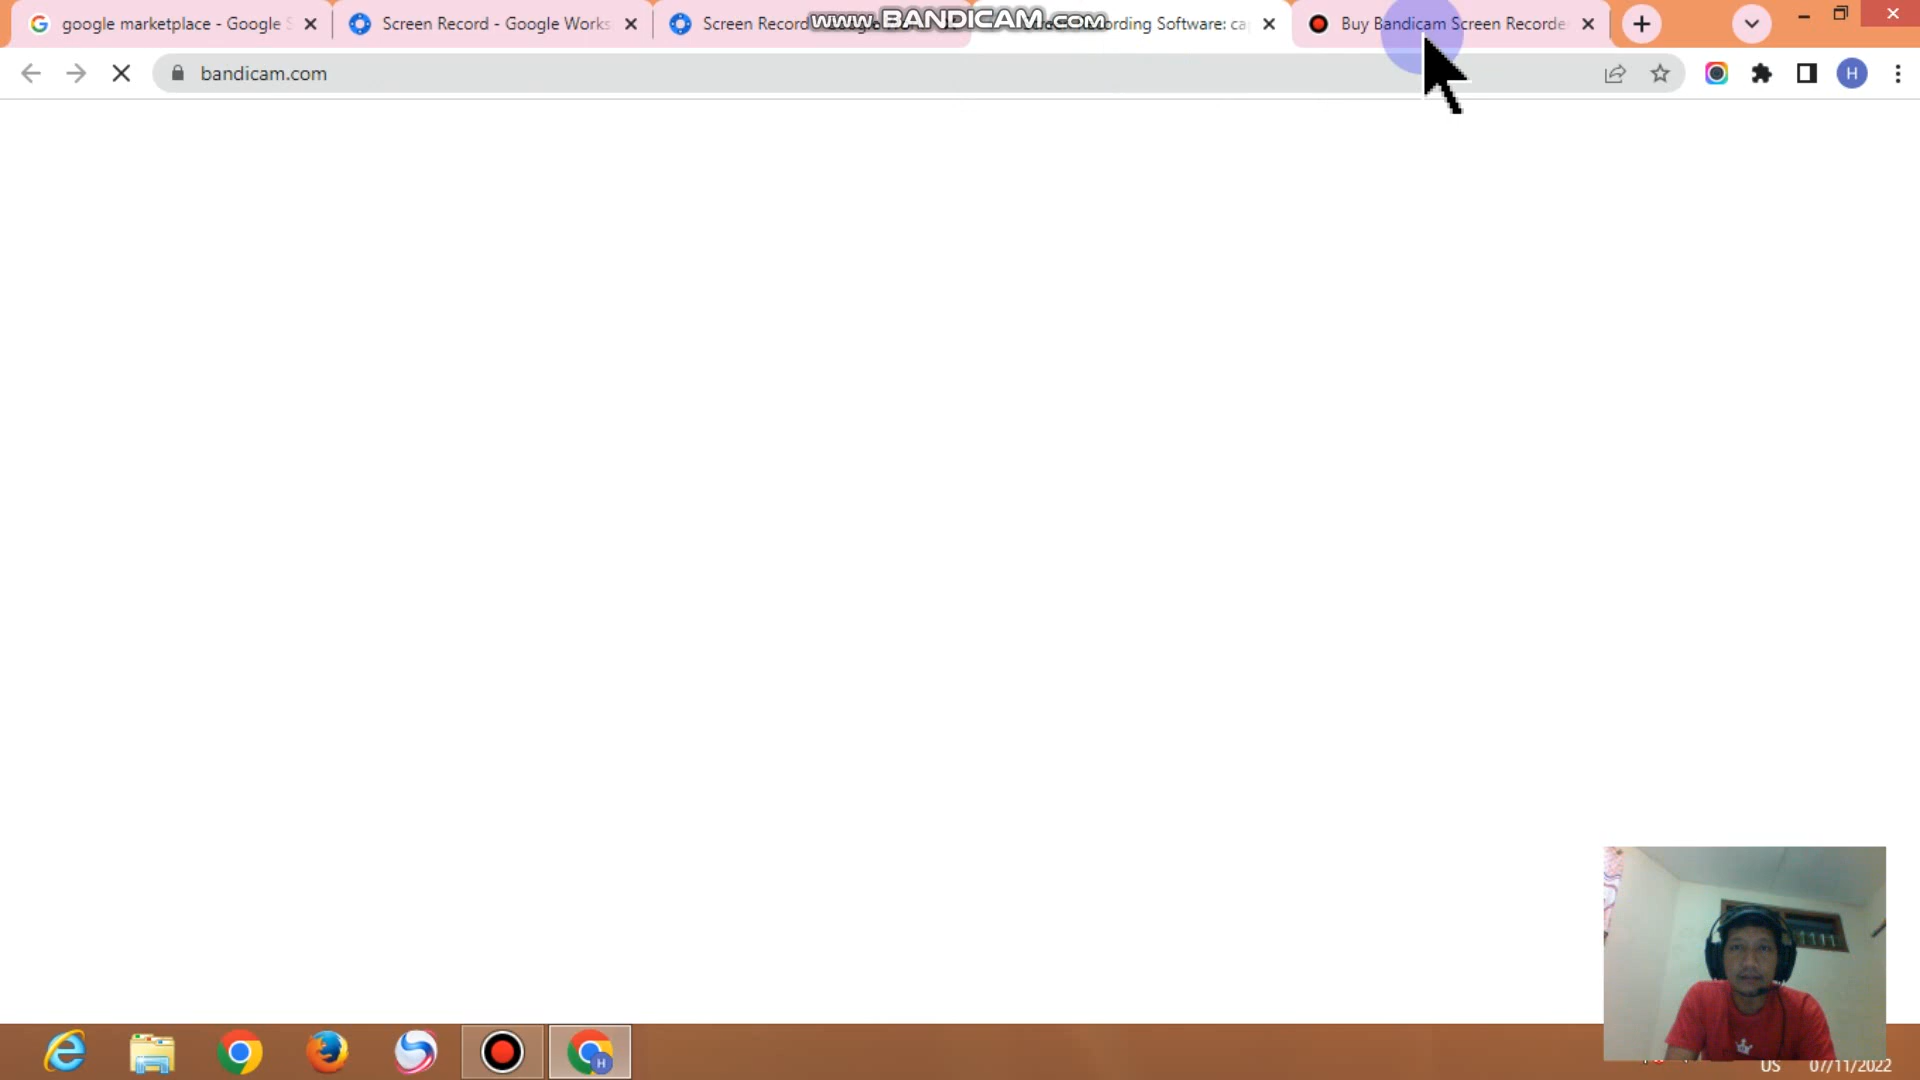 google marketplace - Google S
Screen Record - Google Works
Screen Record
www.BANDICAM.com
ording Software: ca
Buy Bandicam Screen Recorde
bandicam.com
H
H
US
07/11/2022